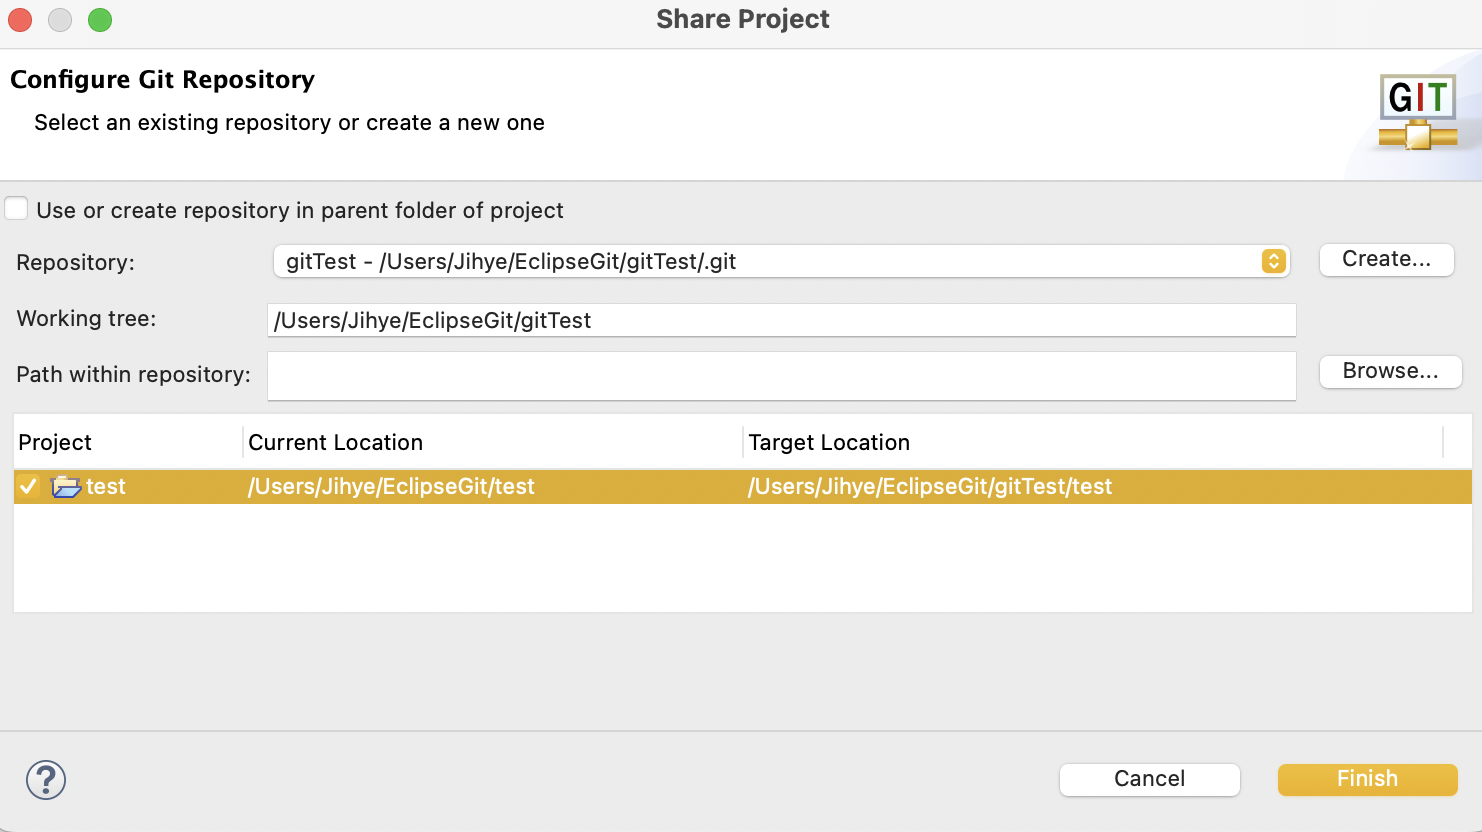 Share Project
Configure Git Repository
Select an existing repository or create a new one
GIT
Use or create repository in parent folder of project
Repository: gitTest - /Users/Jihye/EclipseGit/gitTest/.git Create...
Working tree: /Users/Jihye/EclipseGit/gitTest
Path within repository: Browse...
Project Current Location Target Location
test /Users/Jihye/EclipseGit/test /Users/Jihye/EclipseGit/gitTest/test
? Cancel Finish